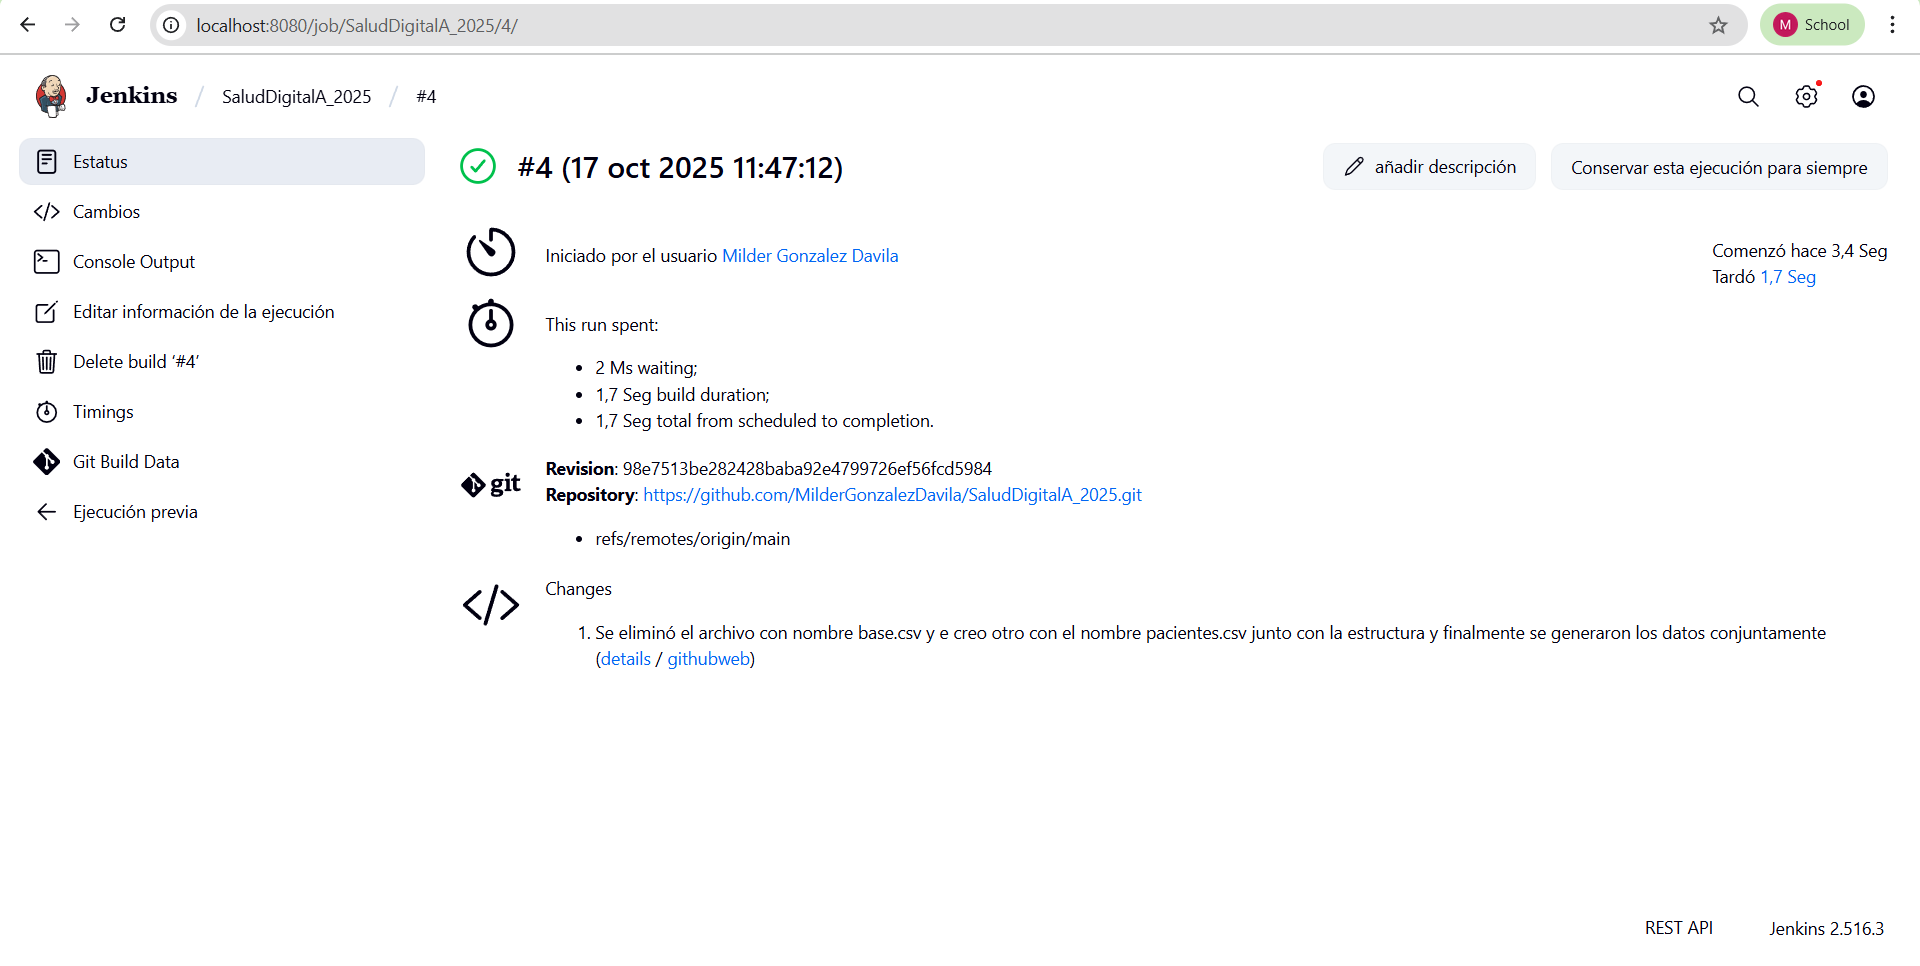 localhost:8080/job/SaludDigitalA_2025/4/
M School
Jenkins / SaludDigitalA_2025 / #4
Estatus
Cambios
Console Output
Editar información de la ejecución
Delete build ‘#4’
Timings
Git Build Data
Ejecución previa
#4 (17 oct 2025 11:47:12)
añadir descripción
Conservar esta ejecución para siempre
Iniciado por el usuario Milder Gonzalez Davila
Comenzó hace 3,4 Seg
Tardó 1,7 Seg
This run spent:
• 2 Ms waiting;
• 1,7 Seg build duration;
• 1,7 Seg total from scheduled to completion.
git
Revision: 98e7513be282428baba92e4799726ef56fcd5984
Repository: https://github.com/MilderGonzalezDavila/SaludDigitalA_2025.git
• refs/remotes/origin/main
Changes
1. Se eliminó el archivo con nombre base.csv y e creo otro con el nombre pacientes.csv junto con la estructura y finalmente se generaron los datos conjuntamente
(details / githubweb)
REST API
Jenkins 2.516.3